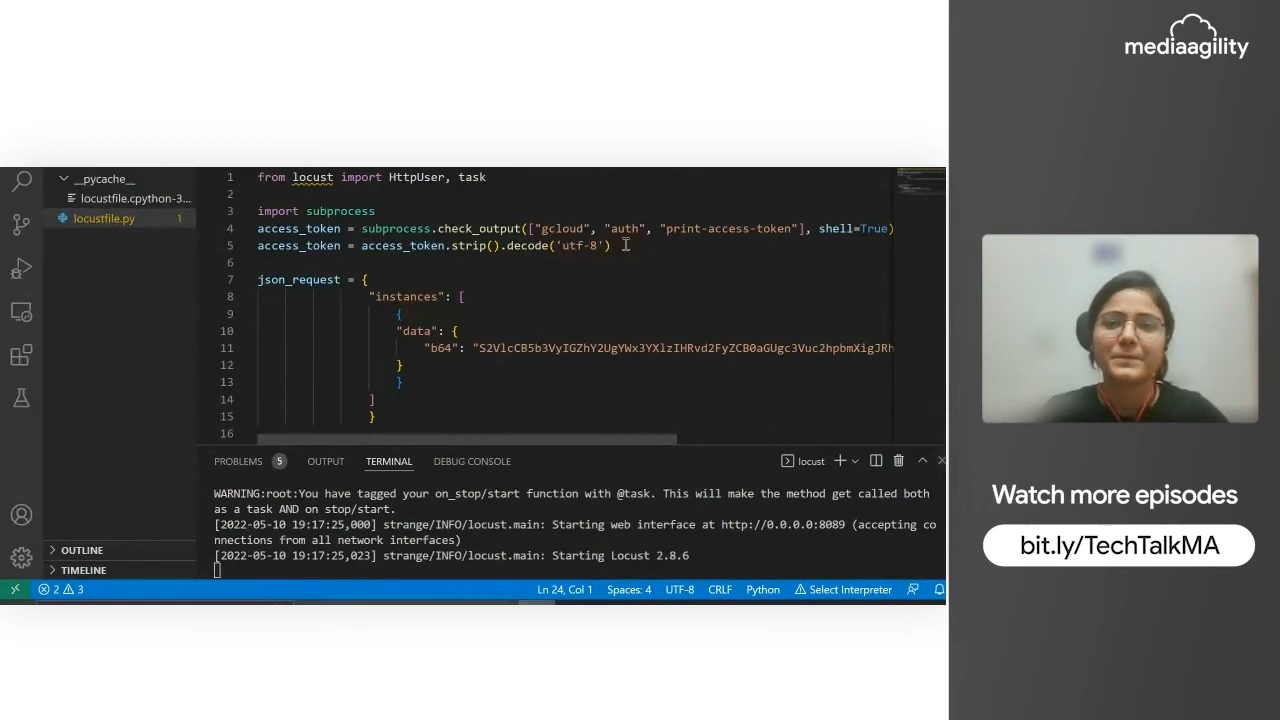 mediaagility
__pycache__
locustfile.cpython-3...
locustfile.py 1
1 from locust import HttpUser, task
2
3 import subprocess
4 access_token = subprocess.check_output(["gcloud", "auth", "print-access-token"], shell=True)
5 access_token = access_token.strip().decode('utf-8')
6
7 json_request = {
8 "instances": [
9 {
10 "data": {
11 "b64": "S2VlcCB5b3VyIGZhY2UgYWx3YXlzIHRvd2FyZCB0aGUgc3Vuc2hpbmXigJRh
12 }
13 }
14 ]
15 }
16
PROBLEMS 5 OUTPUT TERMINAL DEBUG CONSOLE locust
WARNING:root:You have tagged your on_stop/start function with @task. This will make the method get called both
as a task AND on stop/start.
[2022-05-10 19:17:25,000] strange/INFO/locust.main: Starting web interface at http://0.0.0.0:8089 (accepting co
nnections from all network interfaces)
[2022-05-10 19:17:25,023] strange/INFO/locust.main: Starting Locust 2.8.6
OUTLINE
TIMELINE
2 3 Ln 24, Col 1 Spaces: 4 UTF-8 CRLF Python Select Interpreter
Watch more episodes
bit.ly/TechTalkMA